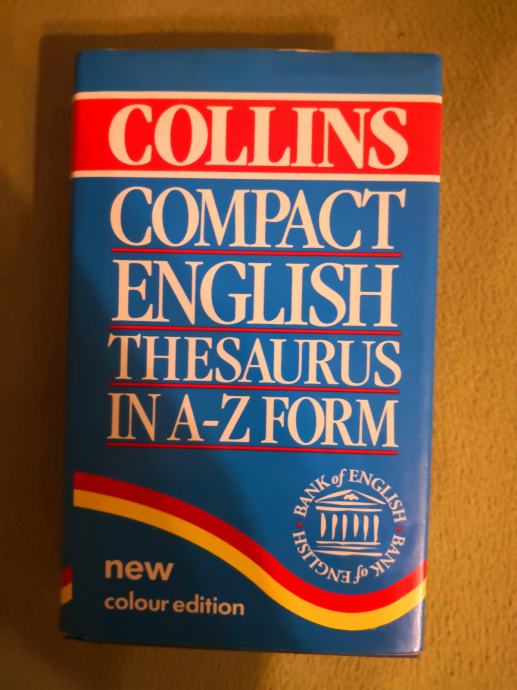 COLLINS
COMPACT
ENGLISH
THESAURUS
IN A-Z FORM
BANK of ENGLISH • BANK of ENGLISH •
new
colour edition